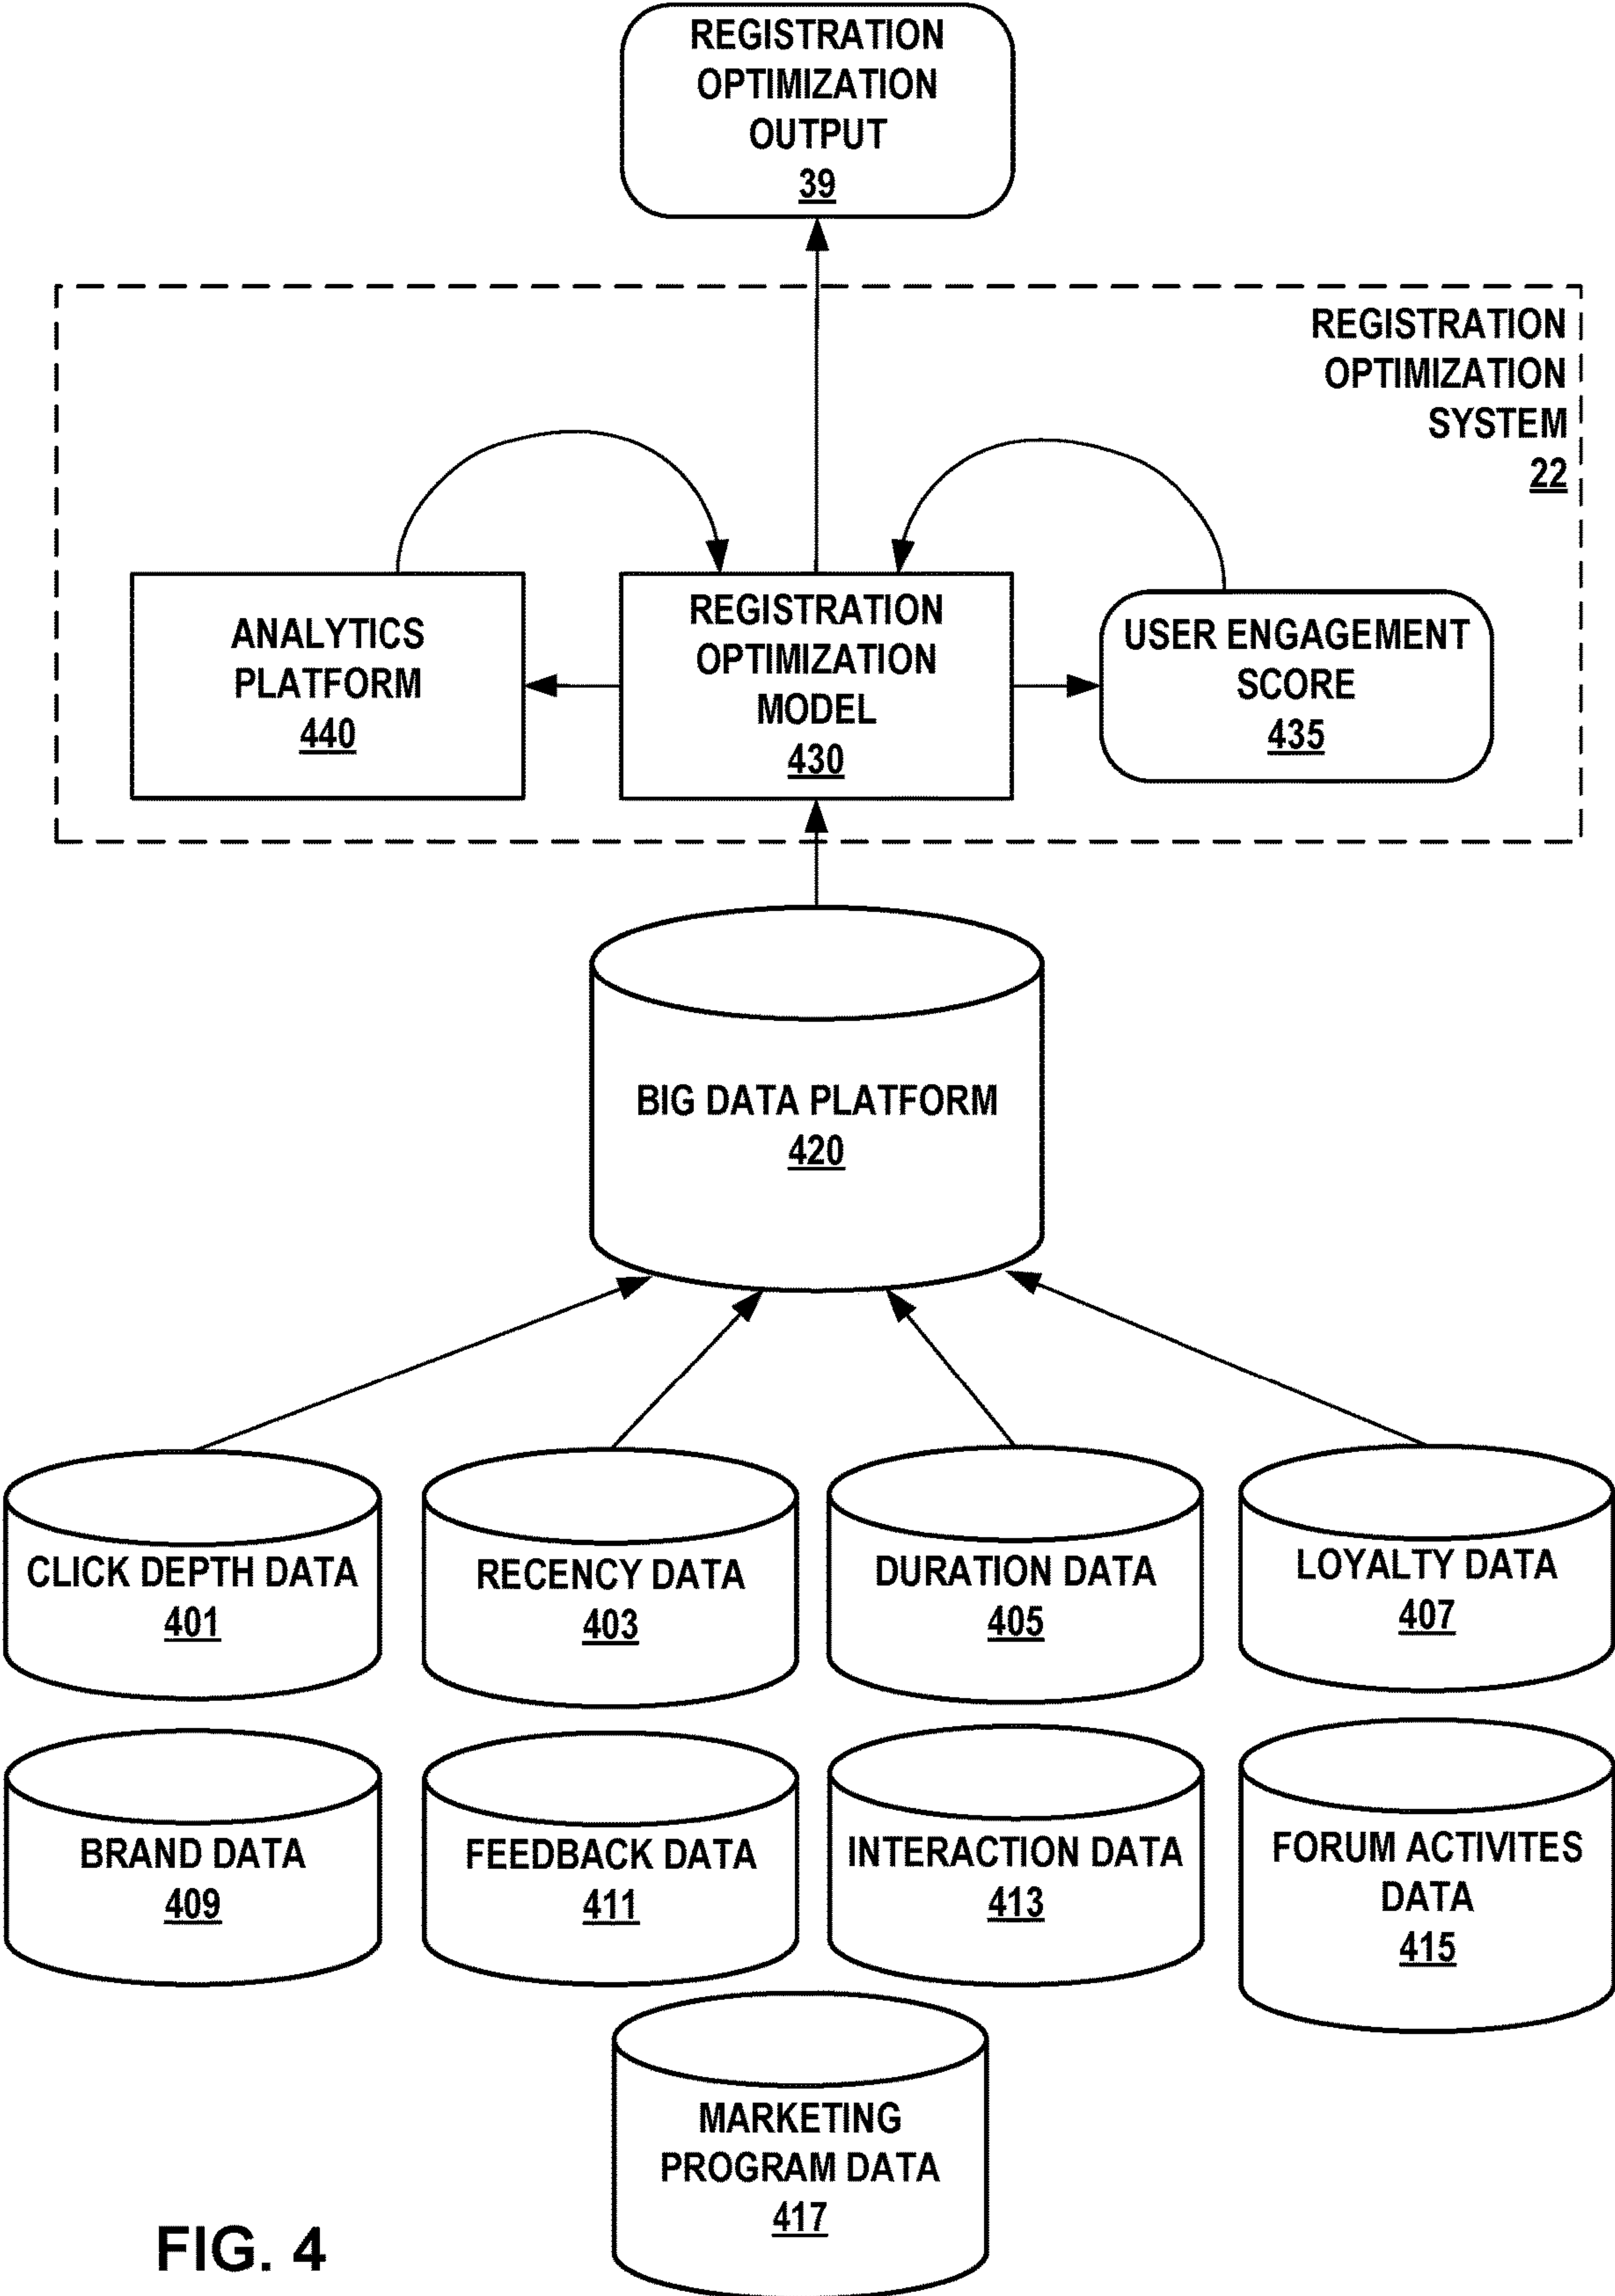 REGISTRATION
OPTIMIZATION
OUTPUT
39
REGISTRATION
OPTIMIZATION
SYSTEM
22
ANALYTICS
PLATFORM
440
REGISTRATION
OPTIMIZATION
MODEL
430
USER ENGAGEMENT
SCORE
435
BIG DATA PLATFORM
420
CLICK DEPTH DATA
401
RECENCY DATA
403
DURATION DATA
405
LOYALTY DATA
407
BRAND DATA
409
FEEDBACK DATA
411
INTERACTION DATA
413
FORUM ACTIVITES
DATA
415
MARKETING
PROGRAM DATA
417
FIG. 4